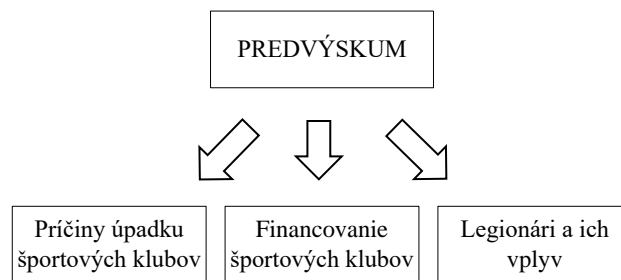 PREDVÝSKUM
Príčiny úpadku
športových klubov
Financovanie
športových klubov
Legionári a ich
vplyv